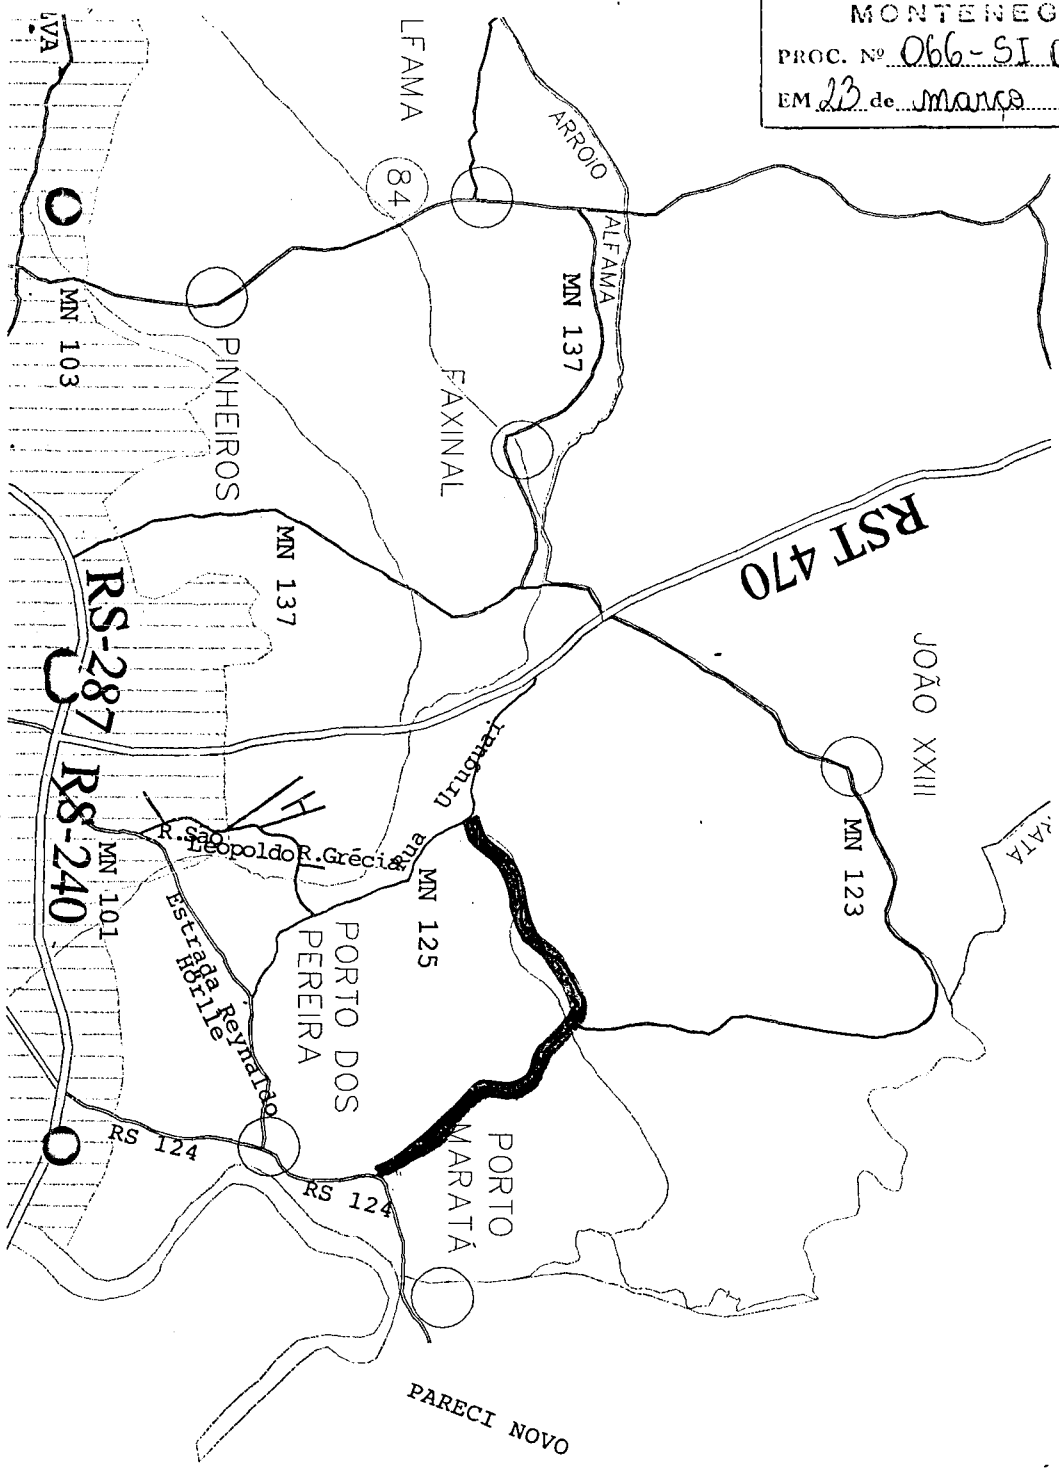 MONTENEG
PROC. Nº 066-SI
EM 23 de março
LFAMA
84
ARROIO
ALFAMA
MN 137
MN 103
PINHEIROS
FAXINAL
RST 470
MN 137
RS-287
JOÃO XXIII
RS-240
Rua Uruguai
R.São
Leopoldo
R.Grécia
MN 101
MN 125
MN 123
Estrada Reynaldo
Hörlle
PORTO DOS
PEREIRA
RS 124
RS 124
PORTO
MARATÁ
PARECI NOVO